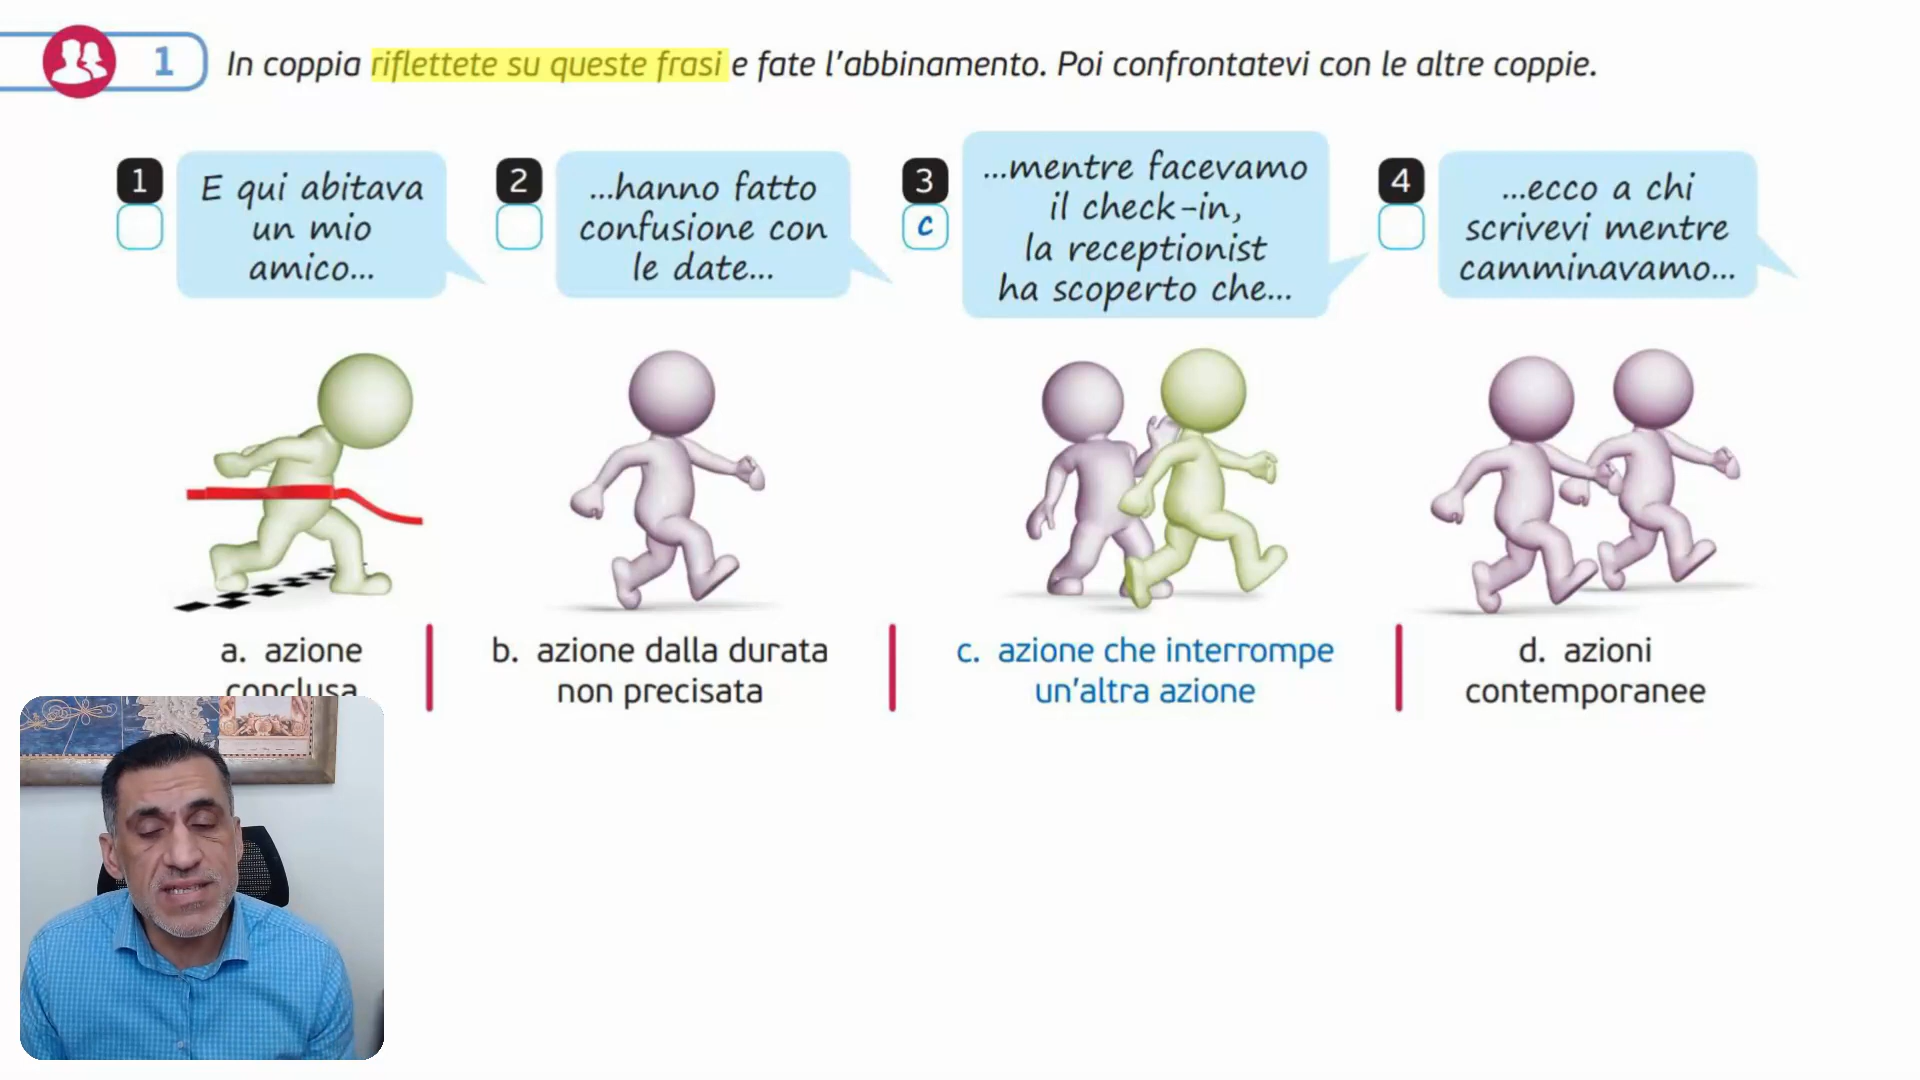 1 In coppia riflettete su queste frasi e fate l'abbinamento. Poi confrontatevi con le altre coppie.
1
E qui abitava
un mio
amico...
2
...hanno fatto
confusione con
le date...
3
c
...mentre facevamo
il check-in,
la receptionist
ha scoperto che...
4
...ecco a chi
scrivevi mentre
camminavamo...
a. azione
conclusa
b. azione dalla durata
non precisata
c. azione che interrompe
un'altra azione
d. azioni
contemporanee